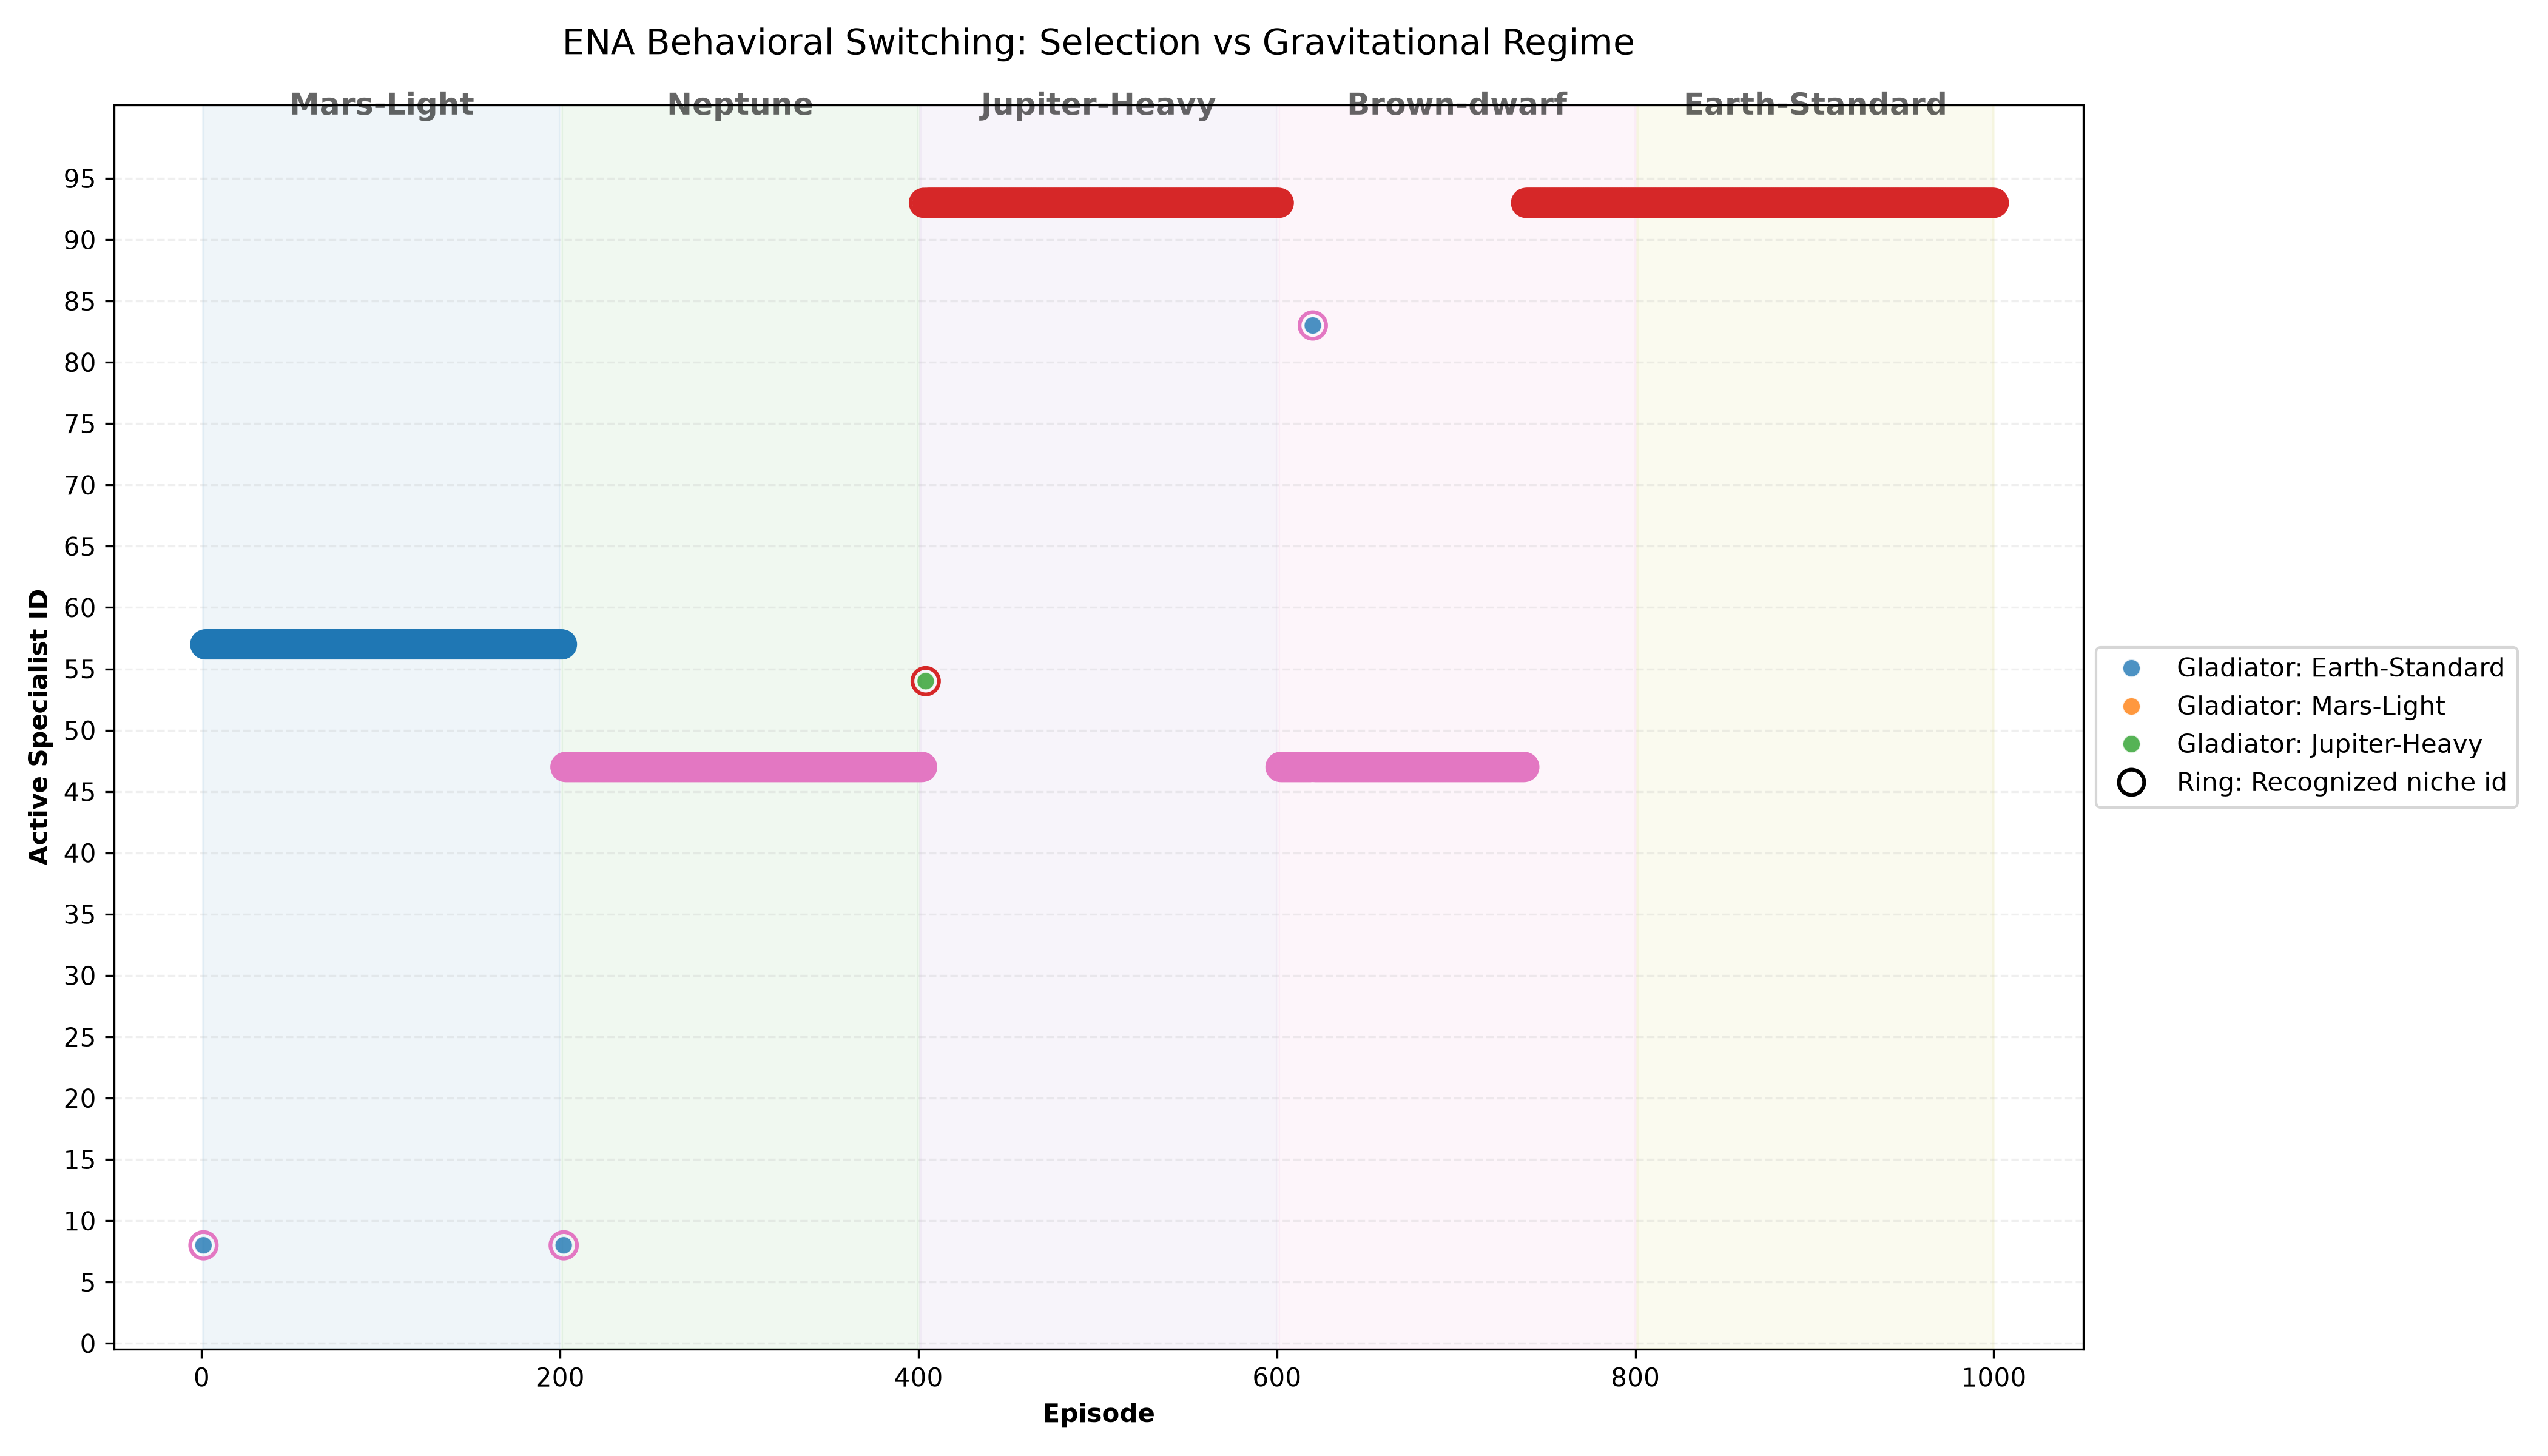 ENA Behavioral Switching: Selection vs Gravitational Regime
Mars-Light Neptune Jupiter-Heavy Brown-dwarf Earth-Standard
95
90
85
80
75
70
65
60
55
50
45
40
35
30
25
20
15
10
5
0
Active Specialist ID
0 200 400 600 800 1000
Episode
Gladiator: Earth-Standard
Gladiator: Mars-Light
Gladiator: Jupiter-Heavy
Ring: Recognized niche id